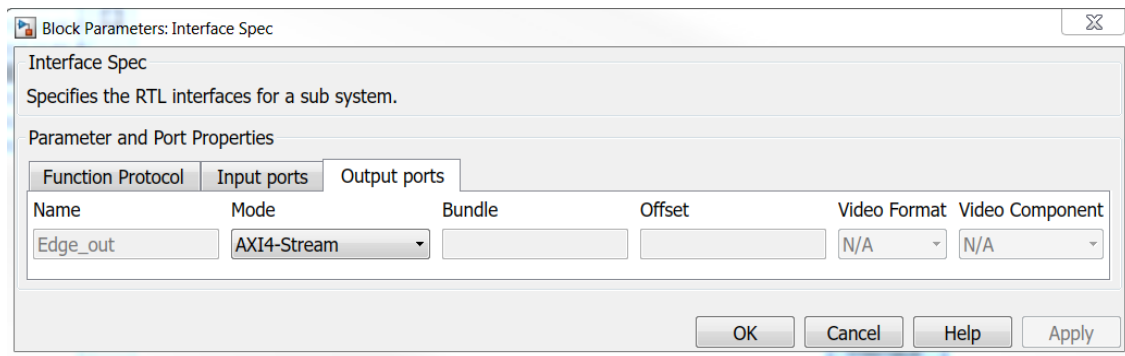 Block Parameters: Interface Spec
Interface Spec
Specifies the RTL interfaces for a sub system.
Parameter and Port Properties
Function Protocol Input ports Output ports
Name Mode Bundle Offset Video Format Video Component
Edge_out AXI4-Stream N/A N/A
OK Cancel Help Apply